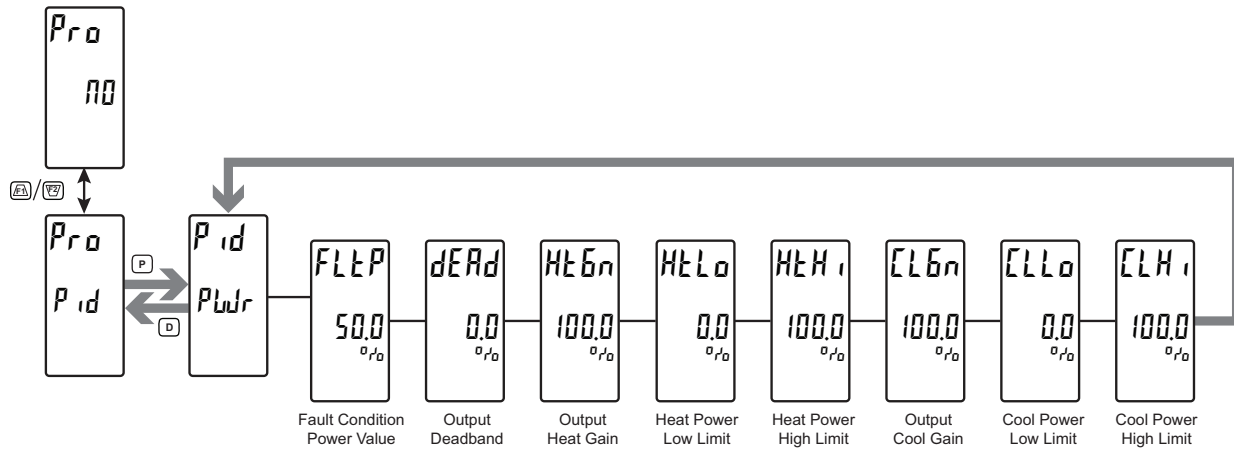 Pro
NO
F1/F2
Pro
Pid
P
D
Pid
PWr
FLtP
50.0
%
dEAd
0.0
%
HtGn
100.0
%
HtLo
0.0
%
HtHi
100.0
%
CLGn
100.0
%
CLLo
0.0
%
CLHi
100.0
%
Fault Condition
Power Value
Output
Deadband
Output
Heat Gain
Heat Power
Low Limit
Heat Power
High Limit
Output
Cool Gain
Cool Power
Low Limit
Cool Power
High Limit